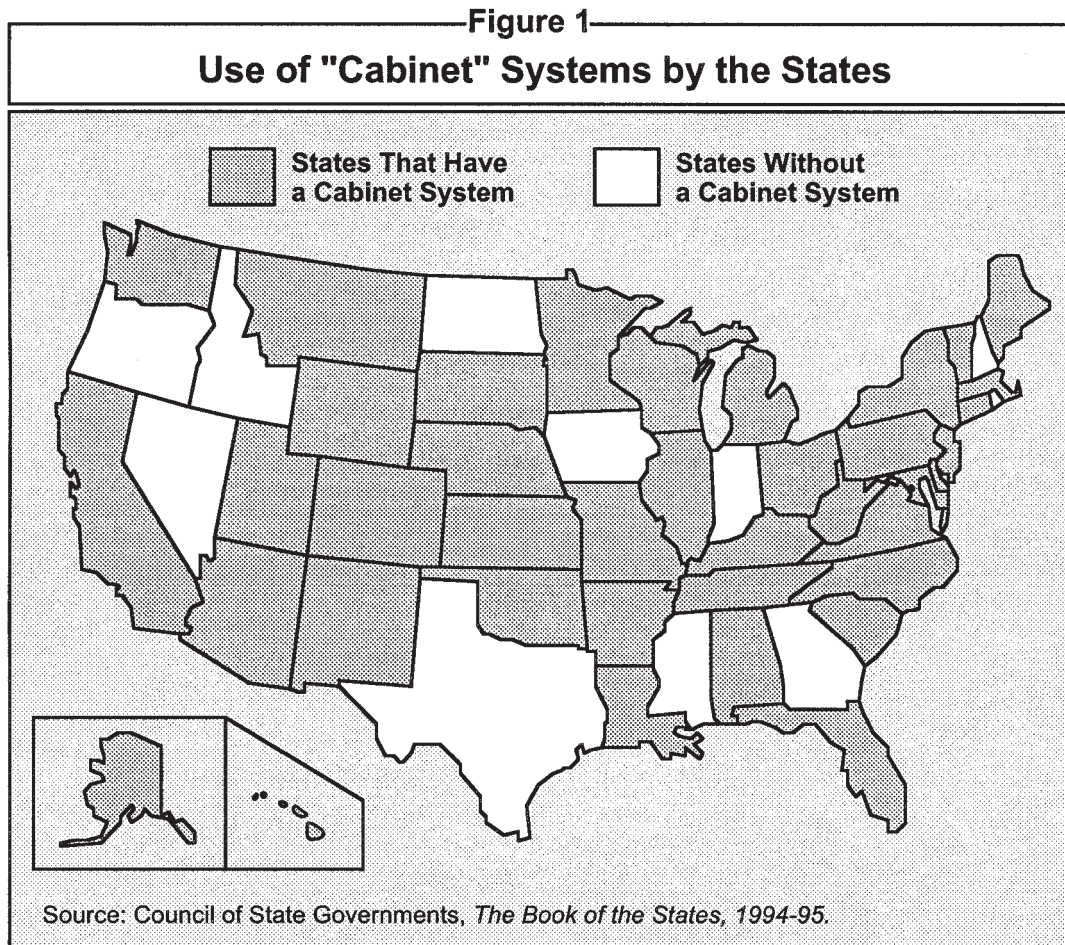 Figure 1
Use of "Cabinet" Systems by the States
States That Have
a Cabinet System
States Without
a Cabinet System
Source: Council of State Governments, The Book of the States, 1994-95.